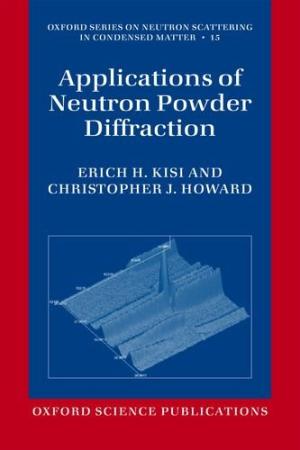 OXFORD SERIES ON NEUTRON SCATTERING
IN CONDENSED MATTER • 15
Applications of
Neutron Powder
Diffraction
ERICH H. KISI AND
CHRISTOPHER J. HOWARD
OXFORD SCIENCE PUBLICATIONS